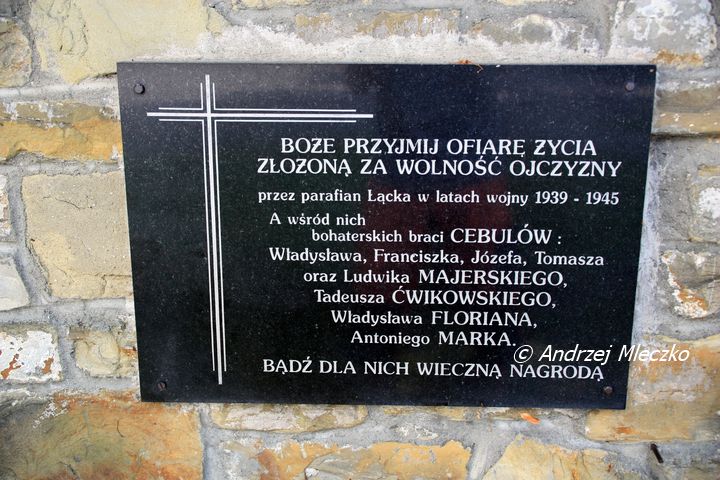 BOŻE PRZYJMIJ OFIARĘ ŻYCIA
ZŁOŻONĄ ZA WOLNOŚĆ OJCZYZNY
przez parafian Łącka w latach wojny 1939 - 1945
A wśród nich
bohaterskich braci CEBULÓW :
Władysława, Franciszka, Józefa, Tomasza
oraz Ludwika MAJERSKIEGO,
Tadeusza ĆWIKOWSKIEGO,
Władysława FLORIANA,
Antoniego MARKA.
© Andrzej Mleczko
BĄDŹ DLA NICH WIECZNĄ NAGRODĄ